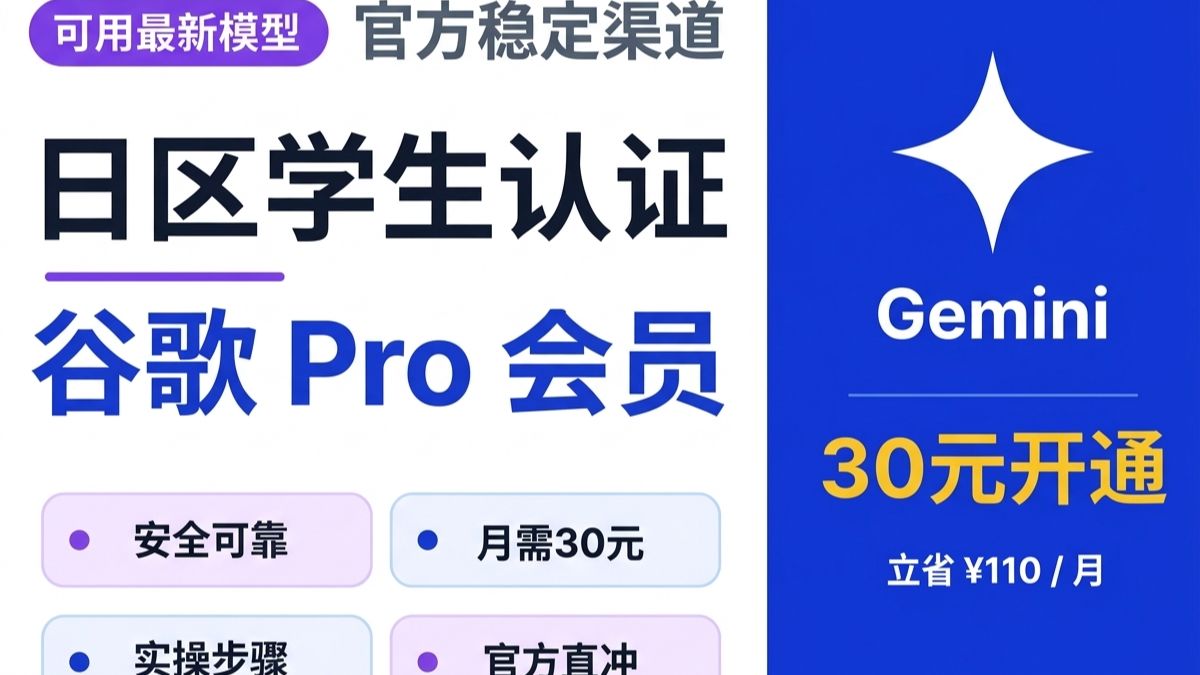 可用最新模型
官方稳定渠道
日区学生认证
谷歌 Pro 会员
安全可靠
月需30元
实操步骤
官方直冲
Gemini
30元开通
立省 ¥110 / 月